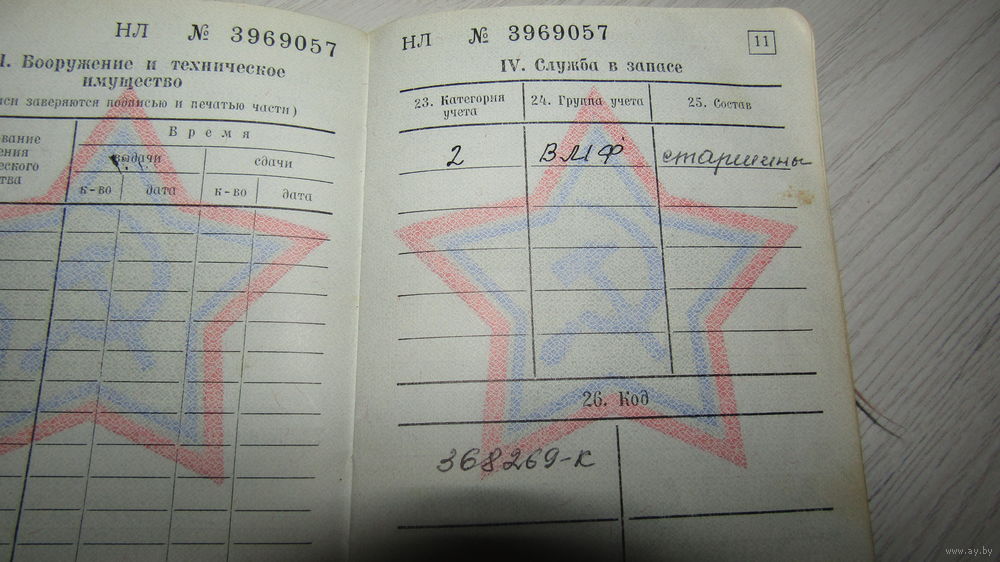 НЛ № 3969057
I. Вооружение и техническое
имущество
заверяются подписью и печатью части)
Время
выдачи сдачи
к-во дата к-во дата
НЛ № 3969057
11
IV. Служба в запасе
23. Категория учета 24. Группа учета 25. Состав
2 ВМФ старшины
26. Код
368269-К
www.ay.by